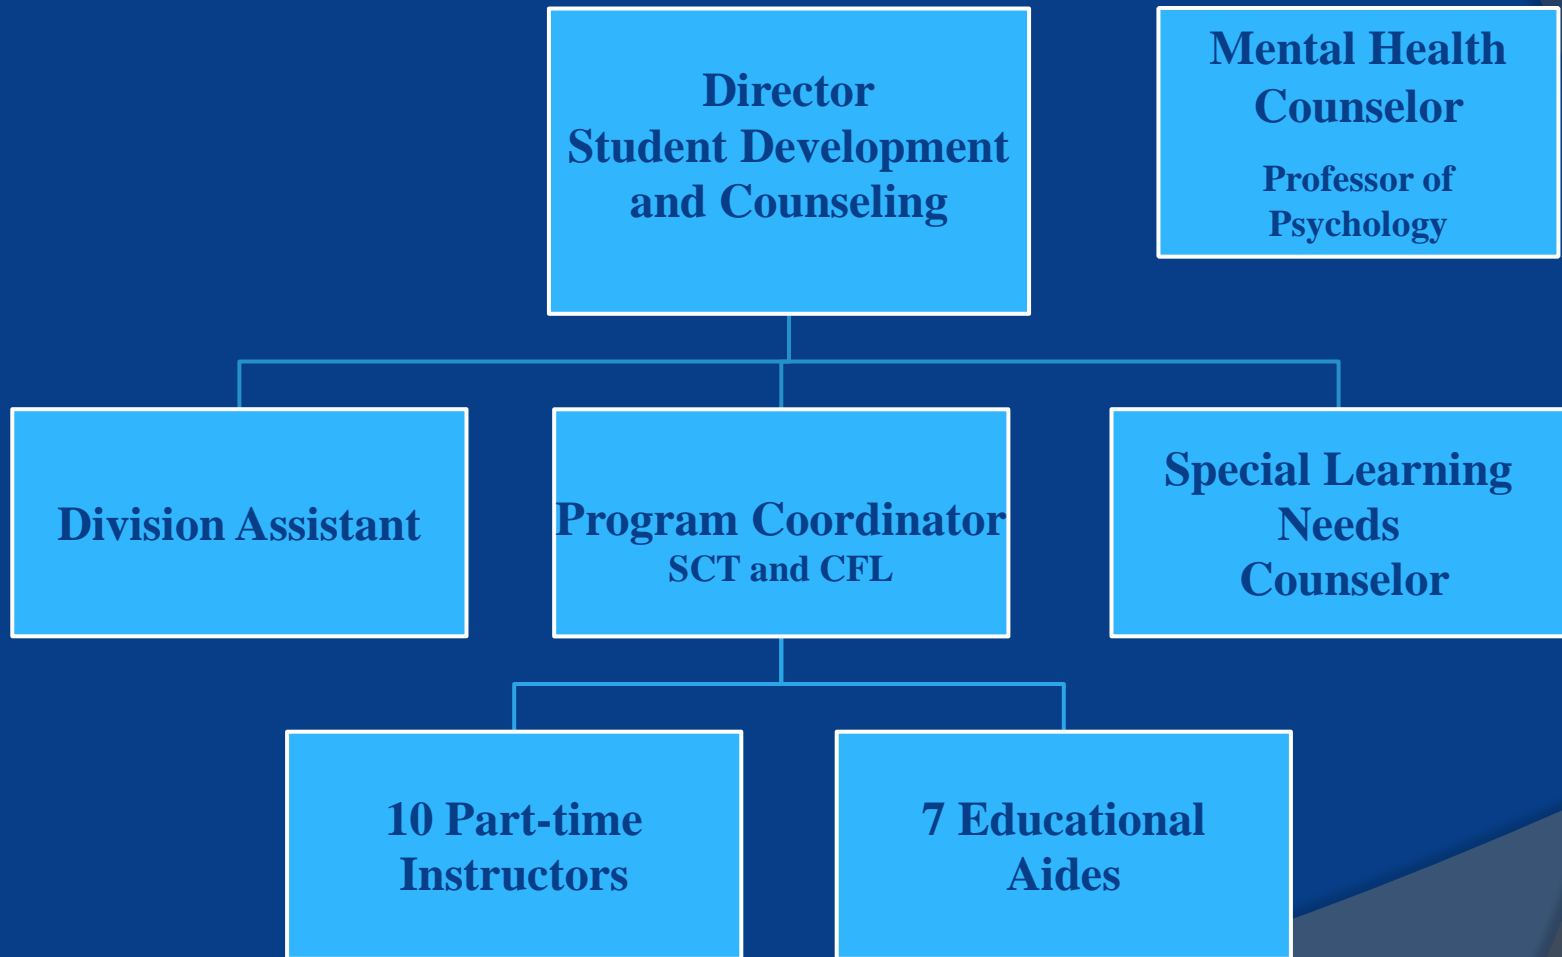 Director
Student Development
and Counseling
Mental Health
Counselor
Professor of
Psychology
Division Assistant
Program Coordinator
SCT and CFL
Special Learning
Needs
Counselor
10 Part-time
Instructors
7 Educational
Aides